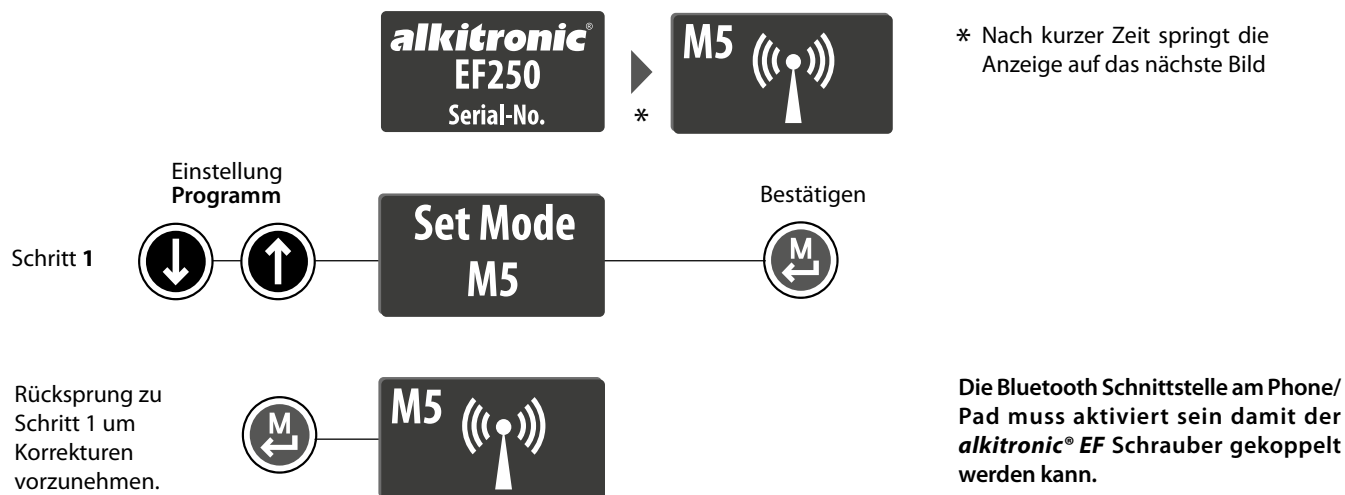 alkitronic®
EF250
Serial-No.
*
M5
* Nach kurzer Zeit springt die
Anzeige auf das nächste Bild
Einstellung
Programm
Schritt 1
Set Mode
M5
Bestätigen
M
Rücksprung zu
Schritt 1 um
Korrekturen
vorzunehmen.
M
M5
Die Bluetooth Schnittstelle am Phone/
Pad muss aktiviert sein damit der
alkitronic® EF Schrauber gekoppelt
werden kann.